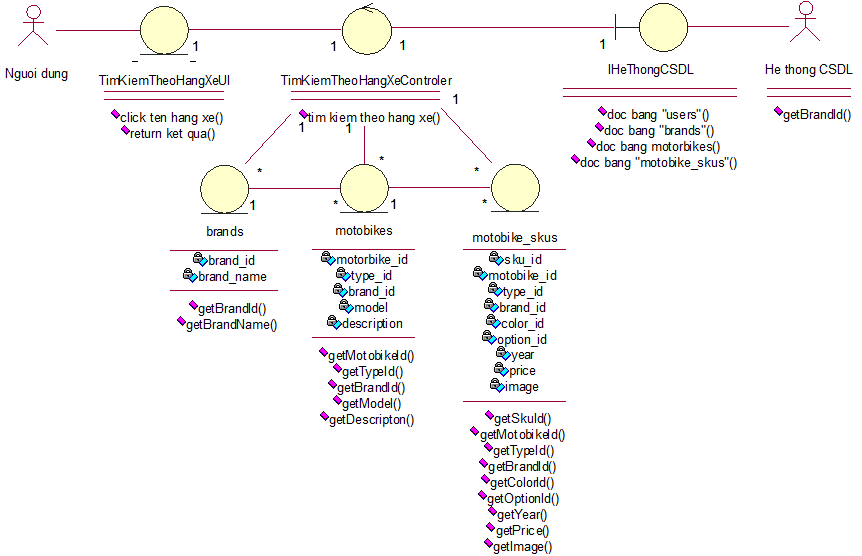 Nguoi dung
TimKiemTheoHangXeUI
click ten hang xe()
return ket qua()
1
1
TimKiemTheoHangXeControler
tim kiem theo hang xe()
1
1
IHeThongCSDL
doc bang "users"()
doc bang "brands"()
doc bang motorbikes()
doc bang "motobike_skus"()
He thong CSDL
getBrandId()
1
1
1
*
*
*
brands
brand_id
brand_name
getBrandId()
getBrandName()
1
*
motobikes
motorbike_id
type_id
brand_id
model
description
getMotobikeId()
getTypeId()
getBrandId()
getModel()
getDescripton()
1
*
motobike_skus
sku_id
motobike_id
type_id
brand_id
color_id
option_id
year
price
image
getSkuId()
getMotobikeId()
getTypeId()
getBrandId()
getColorId()
getOptionId()
getYear()
getPrice()
getImage()